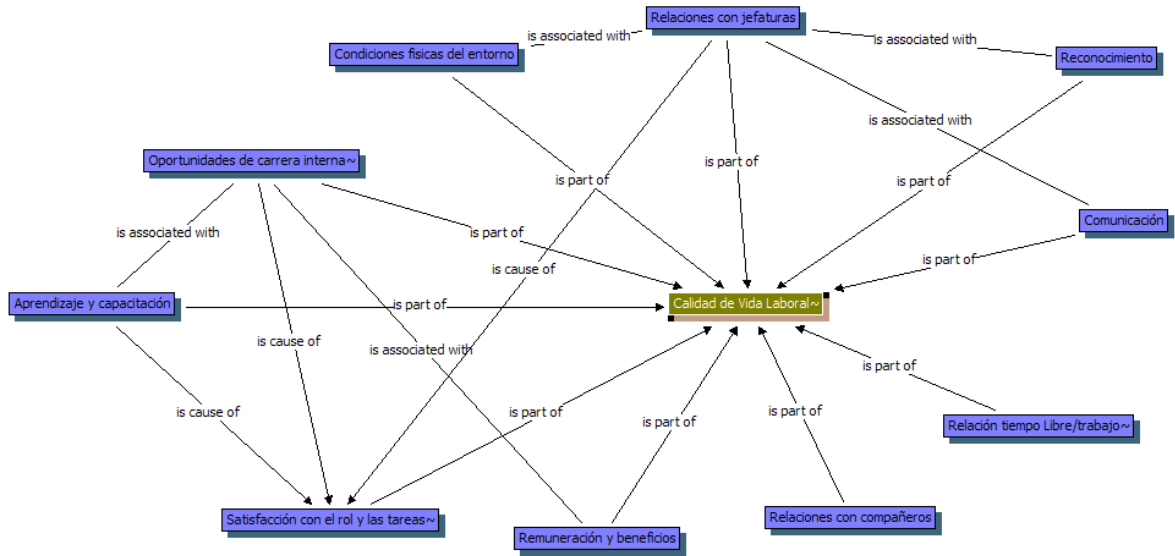 Relaciones con jefaturas
is associated with
is associated with
Condiciones fisicas del entorno
Reconocimiento
is associated with
Oportunidades de carrera interna~
is part of
is part of
is part of
Comunicación
is associated with
is part of
is part of
is cause of
Aprendizaje y capacitación
is part of
Calidad de Vida Laboral~
is cause of
is associated with
is part of
is cause of
is part of
is part of
is part of
Relación tiempo Libre/trabajo~
Satisfacción con el rol y las tareas~
Relaciones con compañeros
Remuneración y beneficios